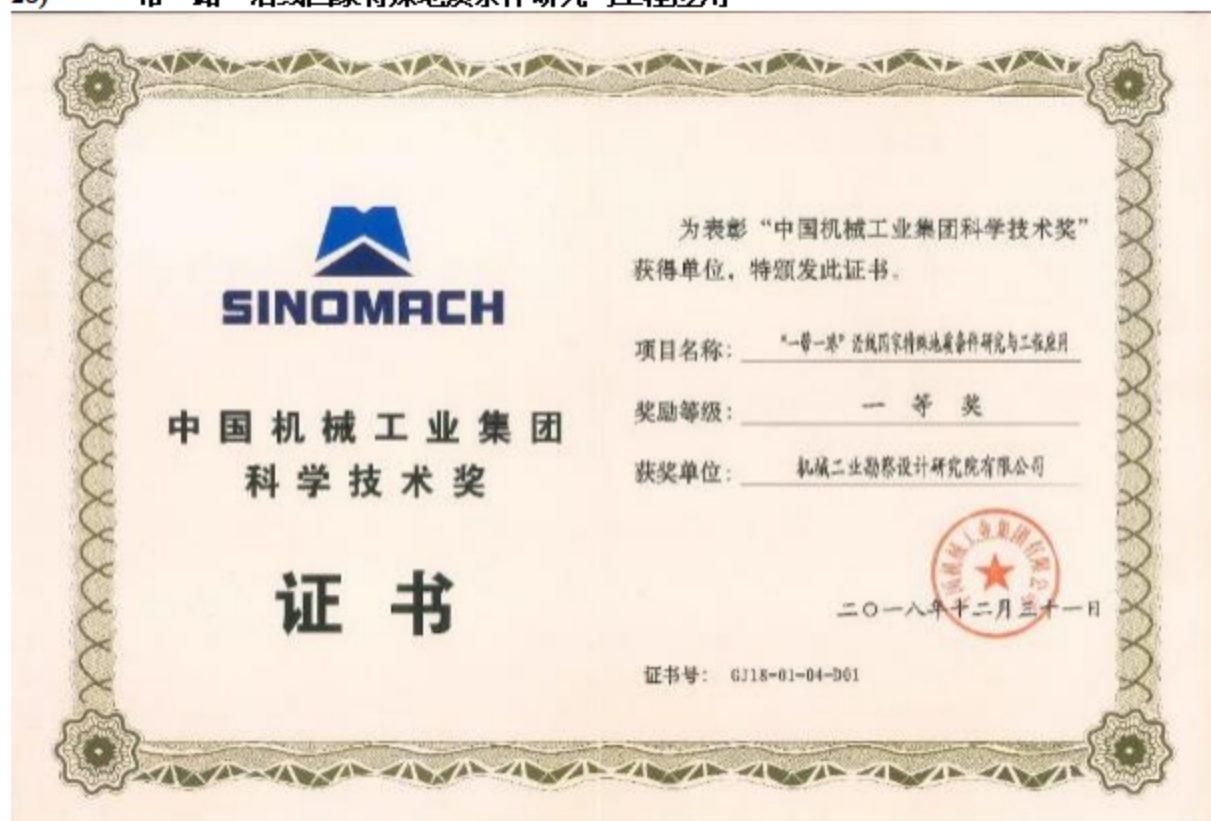 SINOMACH
中国机械工业集团
科学技术奖
证书
为表彰“中国机械工业集团科学技术奖”
获得单位，特颁发此证书。
项目名称： “一带一路”沿线国家特殊地质条件研究与工程应用
奖励等级： 一等奖
获奖单位： 机械工业勘察设计研究院有限公司
二〇一八年十二月三十一日
证书号： GJ18-01-04-D01